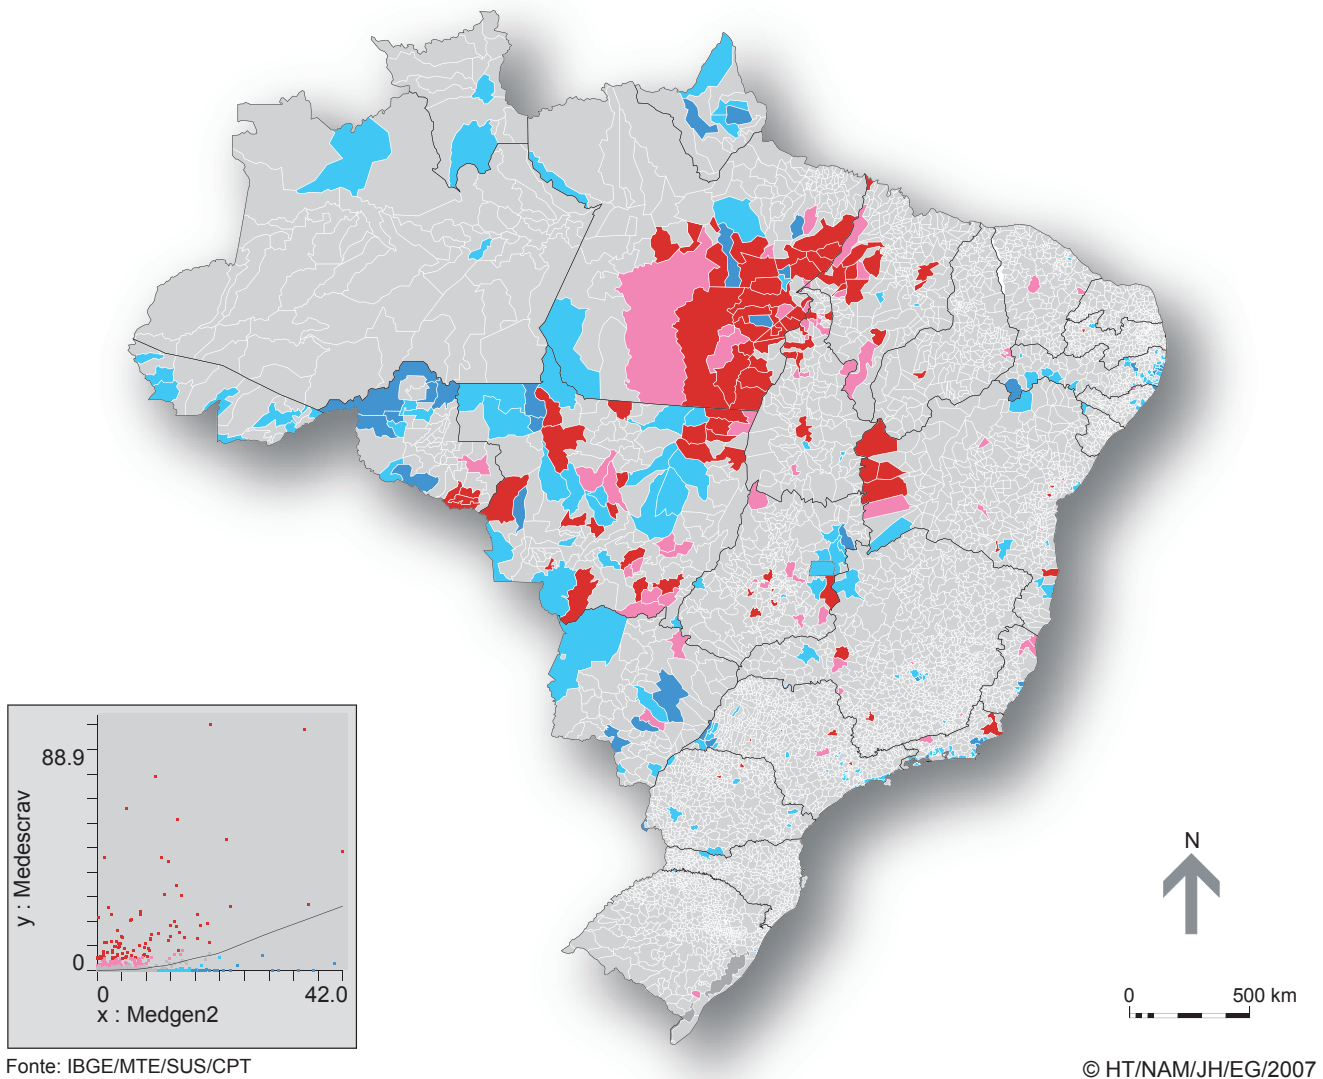 88.9
y : Medescrav
0
0
42.0
x : Medgen2
N
0
500 km
Fonte: IBGE/MTE/SUS/CPT
© HT/NAM/JH/EG/2007